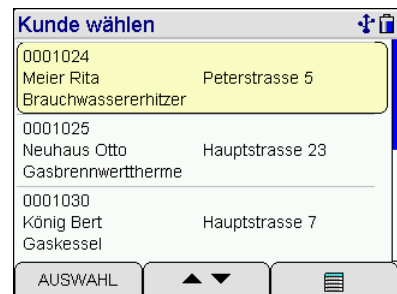 Kunde wählen
0001024
Meier Rita Peterstrasse 5
Brauchwassererhitzer
0001025
Neuhaus Otto Hauptstrasse 23
Gasbrennwerttherme
0001030
König Bert Hauptstrasse 7
Gaskessel
AUSWAHL